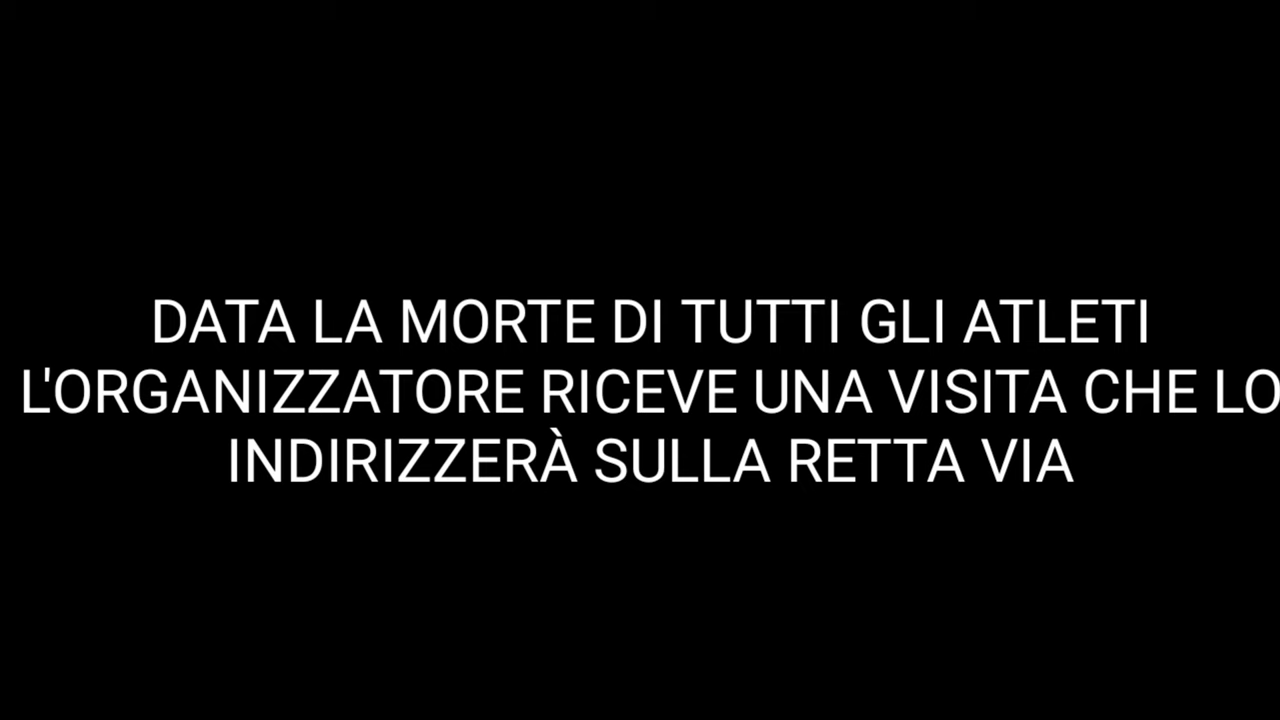 DATA LA MORTE DI TUTTI GLI ATLETI
L'ORGANIZZATORE RICEVE UNA VISITA CHE LO
INDIRIZZERÀ SULLA RETTA VIA